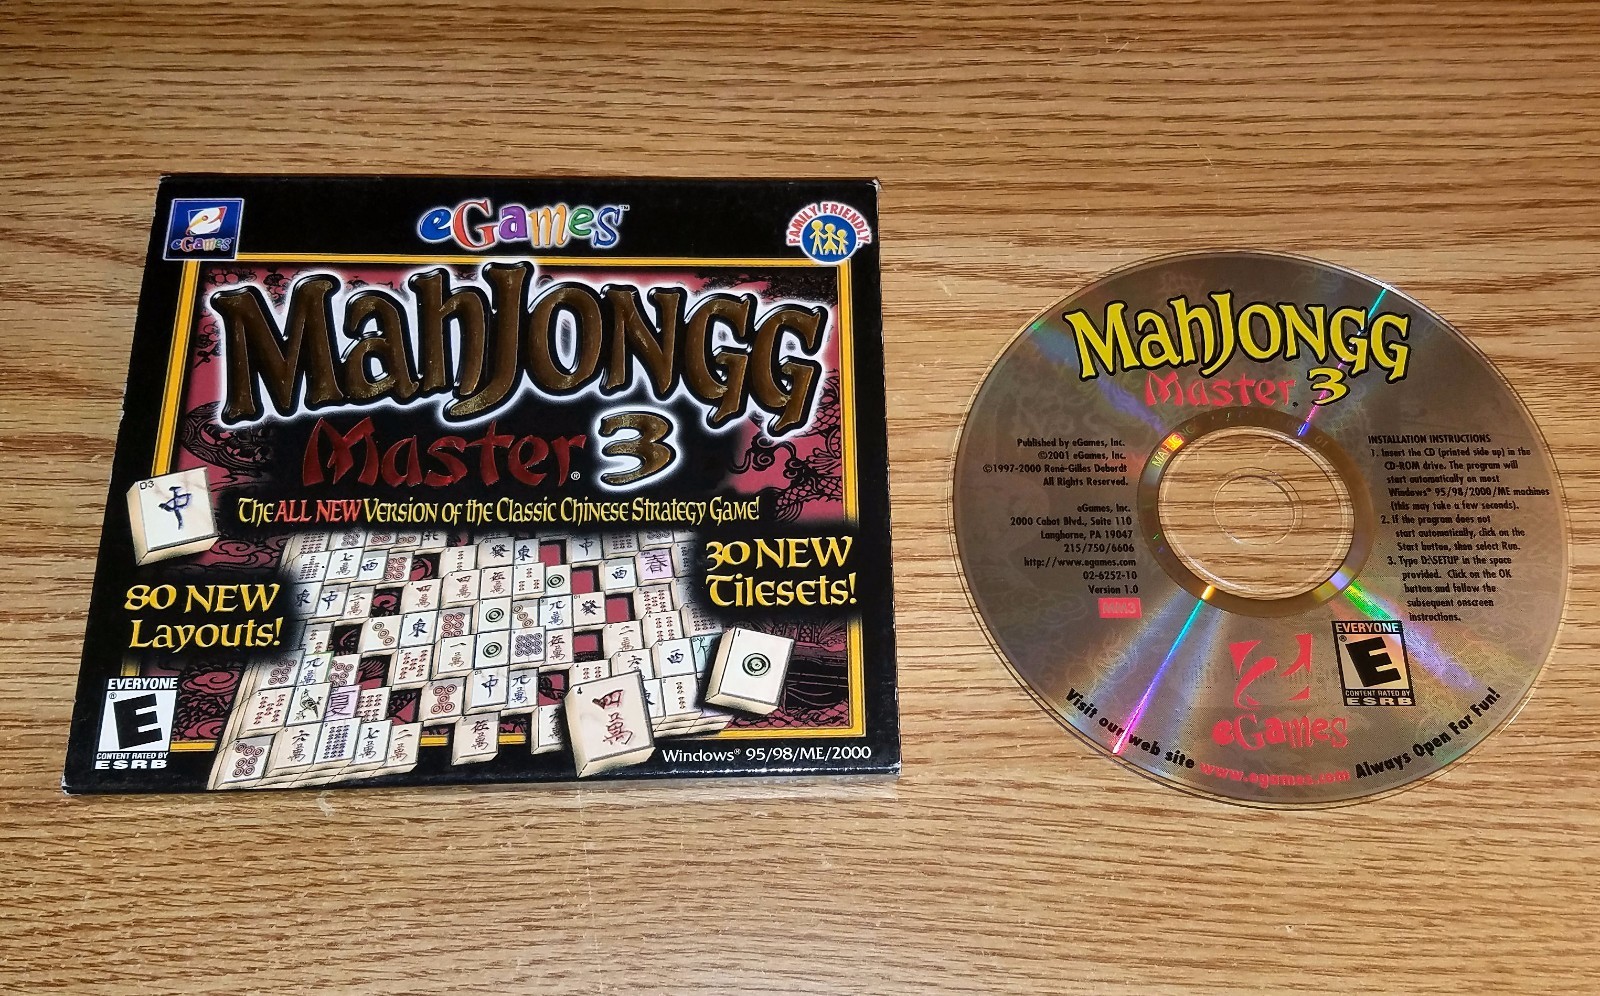 eGames™
eGames™
FAMILY FRIENDLY
MahJongg
Master® 3
The ALL NEW Version of the Classic Chinese Strategy Game!
D3
中
80 NEW
Layouts!
30 NEW
Tilesets!
EVERYONE
E
CONTENT RATED BY
ESRB
四
萬
Windows® 95/98/ME/2000
MahJongg
Master® 3
Published by eGames, Inc.
©2001 eGames, Inc.
©1997-2000 René-Gilles Deberdt
All Rights Reserved.
eGames, Inc.
2000 Cabot Blvd., Suite 110
Langhorne, PA 19047
215/750/6606
http://www.egames.com
02-6252-10
Version 1.0
MM3
INSTALLATION INSTRUCTIONS
1. Insert the CD (printed side up) in the
CD-ROM drive. The program will
start automatically on most
Windows® 95/98/2000/ME machines
(this may take a few seconds).
2. If the program does not
start automatically, click on the
Start button, then select Run.
3. Type D:\SETUP in the space
provided. Click on the OK
button and follow the
subsequent onscreen
instructions.
EVERYONE
E
CONTENT RATED BY
ESRB
eGames
Visit our web site www.egames.com Always Open For Fun!